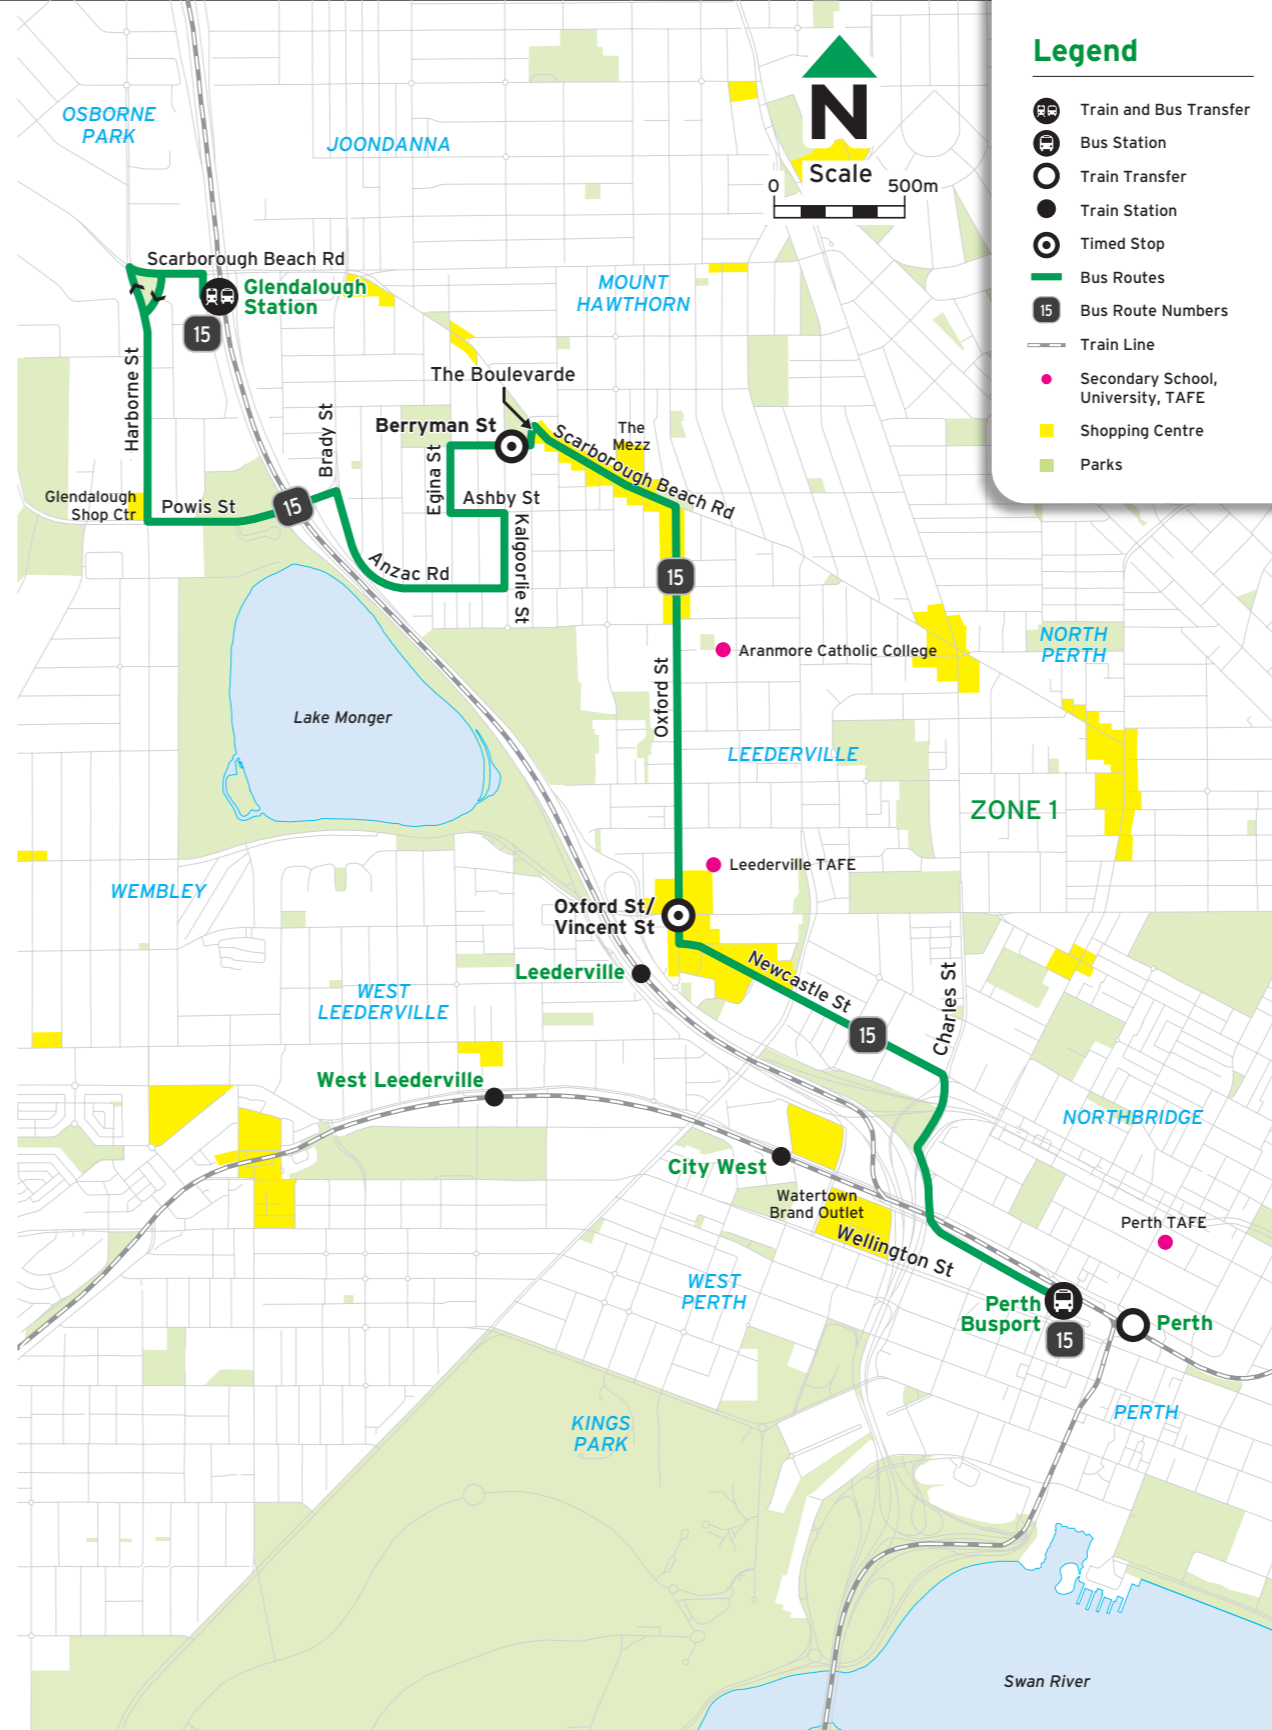 Legend
Train and Bus Transfer
Bus Station
Train Transfer
Train Station
Timed Stop
Bus Routes
15
Bus Route Numbers
Train Line
Secondary School,
University, TAFE
Shopping Centre
Parks
N
Scale
0
500m
OSBORNE
PARK
JOONDANNA
Scarborough Beach Rd
Glendalough
Station
15
MOUNT
HAWTHORN
Harborne St
The Boulevarde
Brady St
Berryman St
The
Mezz
Scarborough Beach Rd
Egina St
Glendalough
Shop Ctr
Powis St
15
Ashby St
Kalgoorlie St
Anzac Rd
15
NORTH
PERTH
Aranmore Catholic College
Oxford St
Lake Monger
LEEDERVILLE
ZONE 1
Leederville TAFE
WEMBLEY
Oxford St/
Vincent St
Leederville
Newcastle St
Charles St
WEST
LEEDERVILLE
15
West Leederville
NORTHBRIDGE
City West
Watertown
Brand Outlet
Perth TAFE
Wellington St
WEST
PERTH
Perth
Busport
15
Perth
PERTH
KINGS
PARK
Swan River